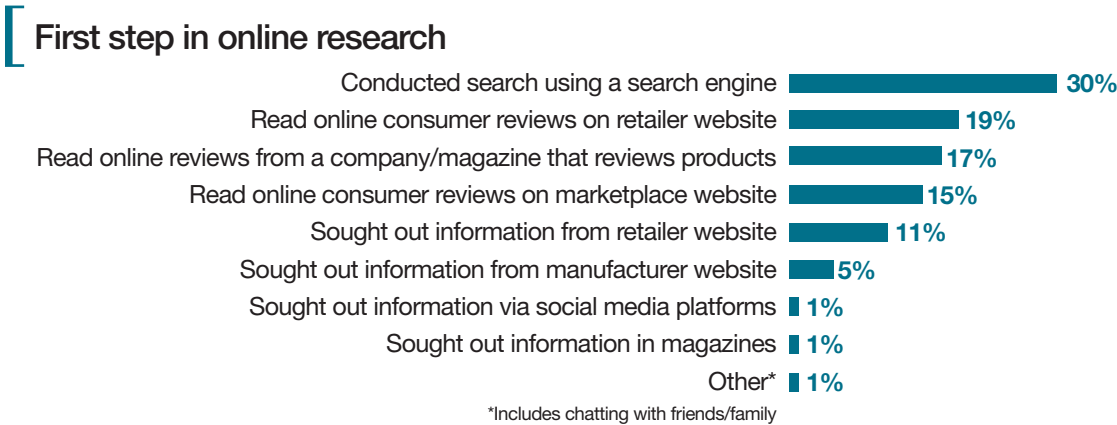 First step in online research
Conducted search using a search engine 30%
Read online consumer reviews on retailer website 19%
Read online reviews from a company/magazine that reviews products 17%
Read online consumer reviews on marketplace website 15%
Sought out information from retailer website 11%
Sought out information from manufacturer website 5%
Sought out information via social media platforms 1%
Sought out information in magazines 1%
Other* 1%
*Includes chatting with friends/family